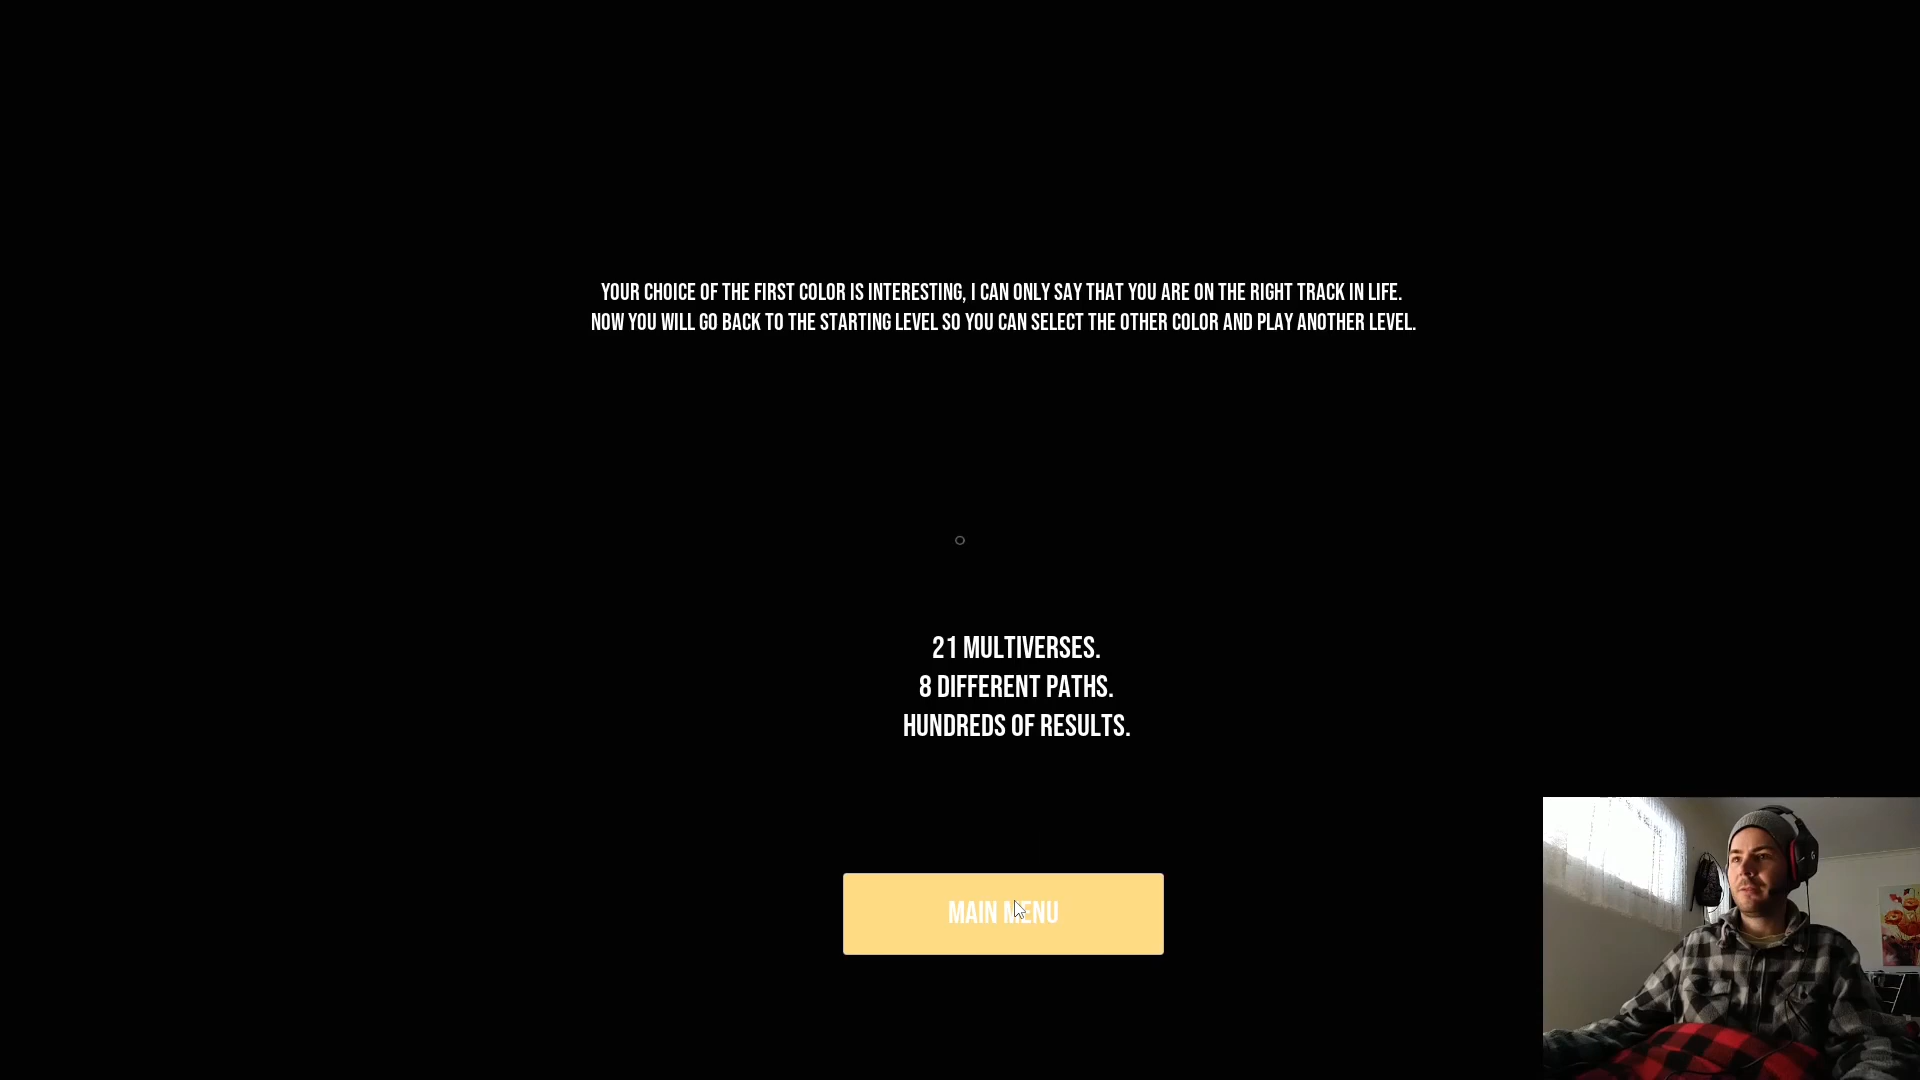 YOUR CHOICE OF THE FIRST COLOR IS INTERESTING, I CAN ONLY SAY THAT YOU ARE ON THE RIGHT TRACK IN LIFE.
NOW YOU WILL GO BACK TO THE STARTING LEVEL SO YOU CAN SELECT THE OTHER COLOR AND PLAY ANOTHER LEVEL.
21 MULTIVERSES.
8 DIFFERENT PATHS.
HUNDREDS OF RESULTS.
MAIN MENU